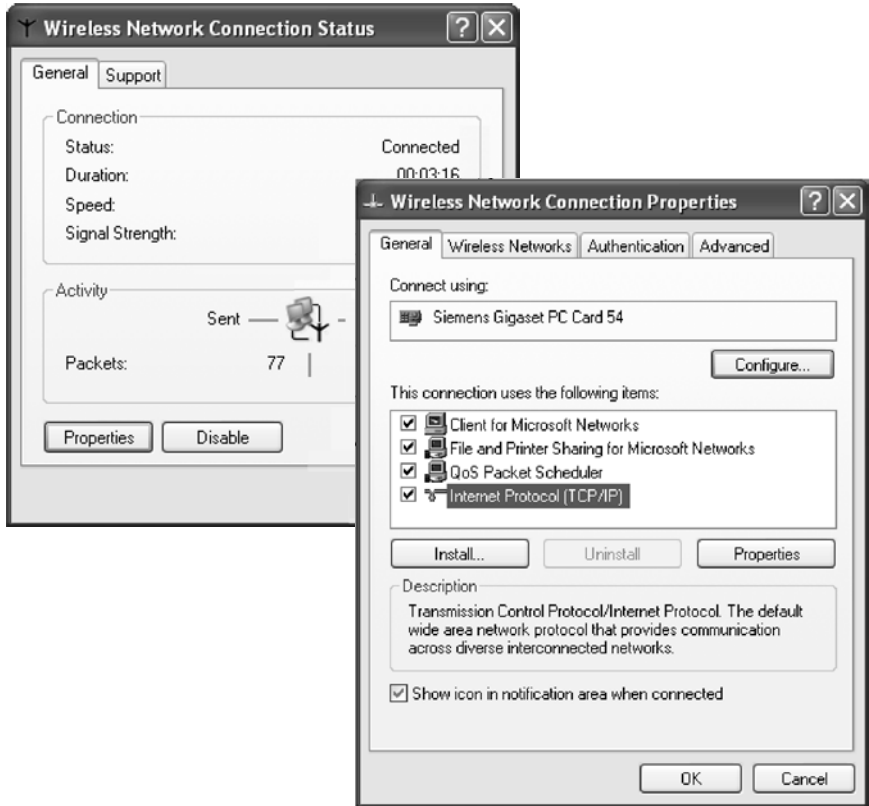 Wireless Network Connection Status
General Support
Connection
Status: Connected
Duration: 00:03:16
Speed:
Signal Strength:
Activity
Sent
Packets: 77
Properties Disable
Wireless Network Connection Properties
General Wireless Networks Authentication Advanced
Connect using:
Siemens Gigaset PC Card 54
Configure...
This connection uses the following items:
Client for Microsoft Networks
File and Printer Sharing for Microsoft Networks
QoS Packet Scheduler
Internet Protocol (TCP/IP)
Install... Uninstall Properties
Description
Transmission Control Protocol/Internet Protocol. The default
wide area network protocol that provides communication
across diverse interconnected networks.
Show icon in notification area when connected
OK Cancel